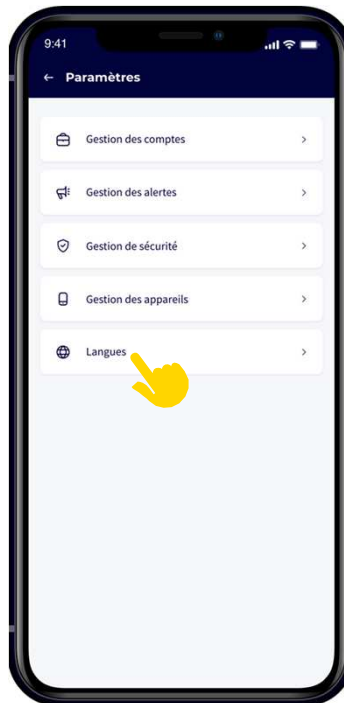 9:41
← Paramètres
Gestion des comptes
Gestion des alertes
Gestion de sécurité
Gestion des appareils
Langues